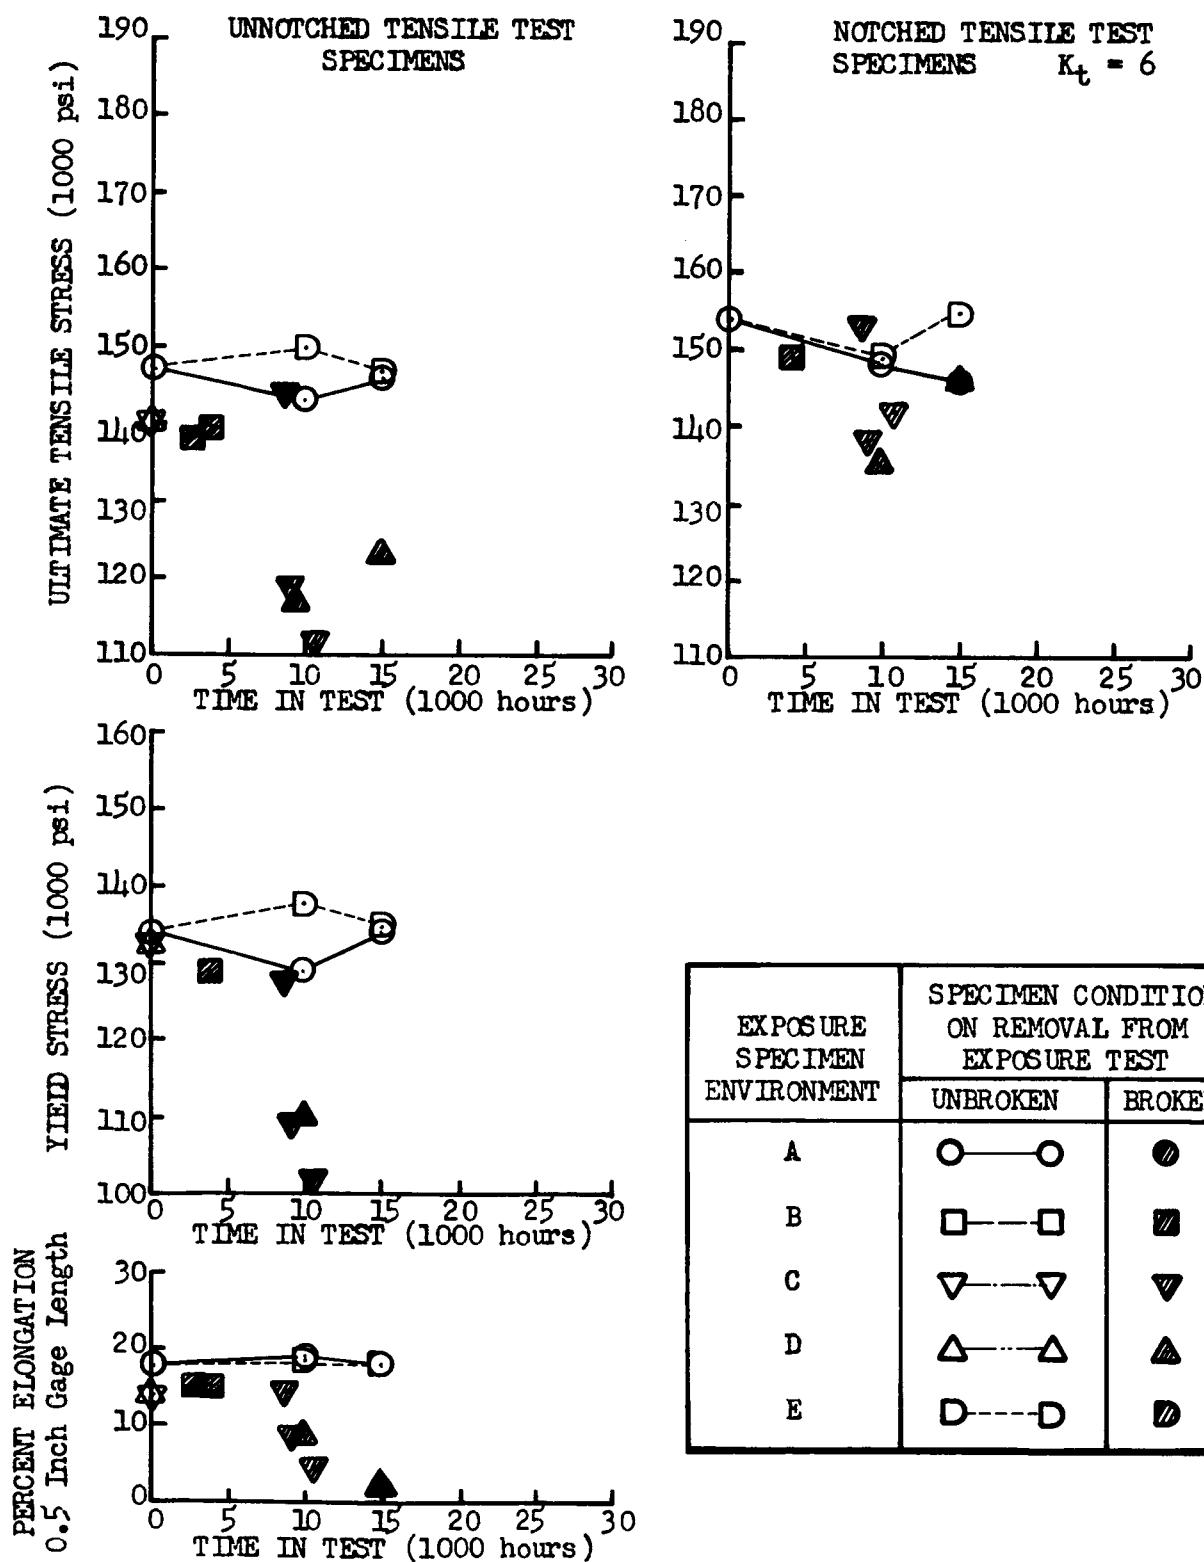 UNNOTCHED TENSILE TEST
SPECIMENS
ULTIMATE TENSILE STRESS (1000 psi)
190
180
170
160
150
140
130
120
110
0 5 10 15 20 25 30
TIME IN TEST (1000 hours)
NOTCHED TENSILE TEST
SPECIMENS Kt = 6
190
180
170
160
150
140
130
120
110
0 5 10 15 20 25 30
TIME IN TEST (1000 hours)
YIELD STRESS (1000 psi)
160
150
140
130
120
110
100
0 5 10 15 20 25 30
TIME IN TEST (1000 hours)
PERCENT ELONGATION
0.5 Inch Gage Length
30
20
10
0
0 5 10 15 20 25 30
TIME IN TEST (1000 hours)
EXPOSURE
SPECIMEN
ENVIRONMENT
SPECIMEN CONDITIO
ON REMOVAL FROM
EXPOSURE TEST
UNBROKEN BROKE
A
B
C
D
E